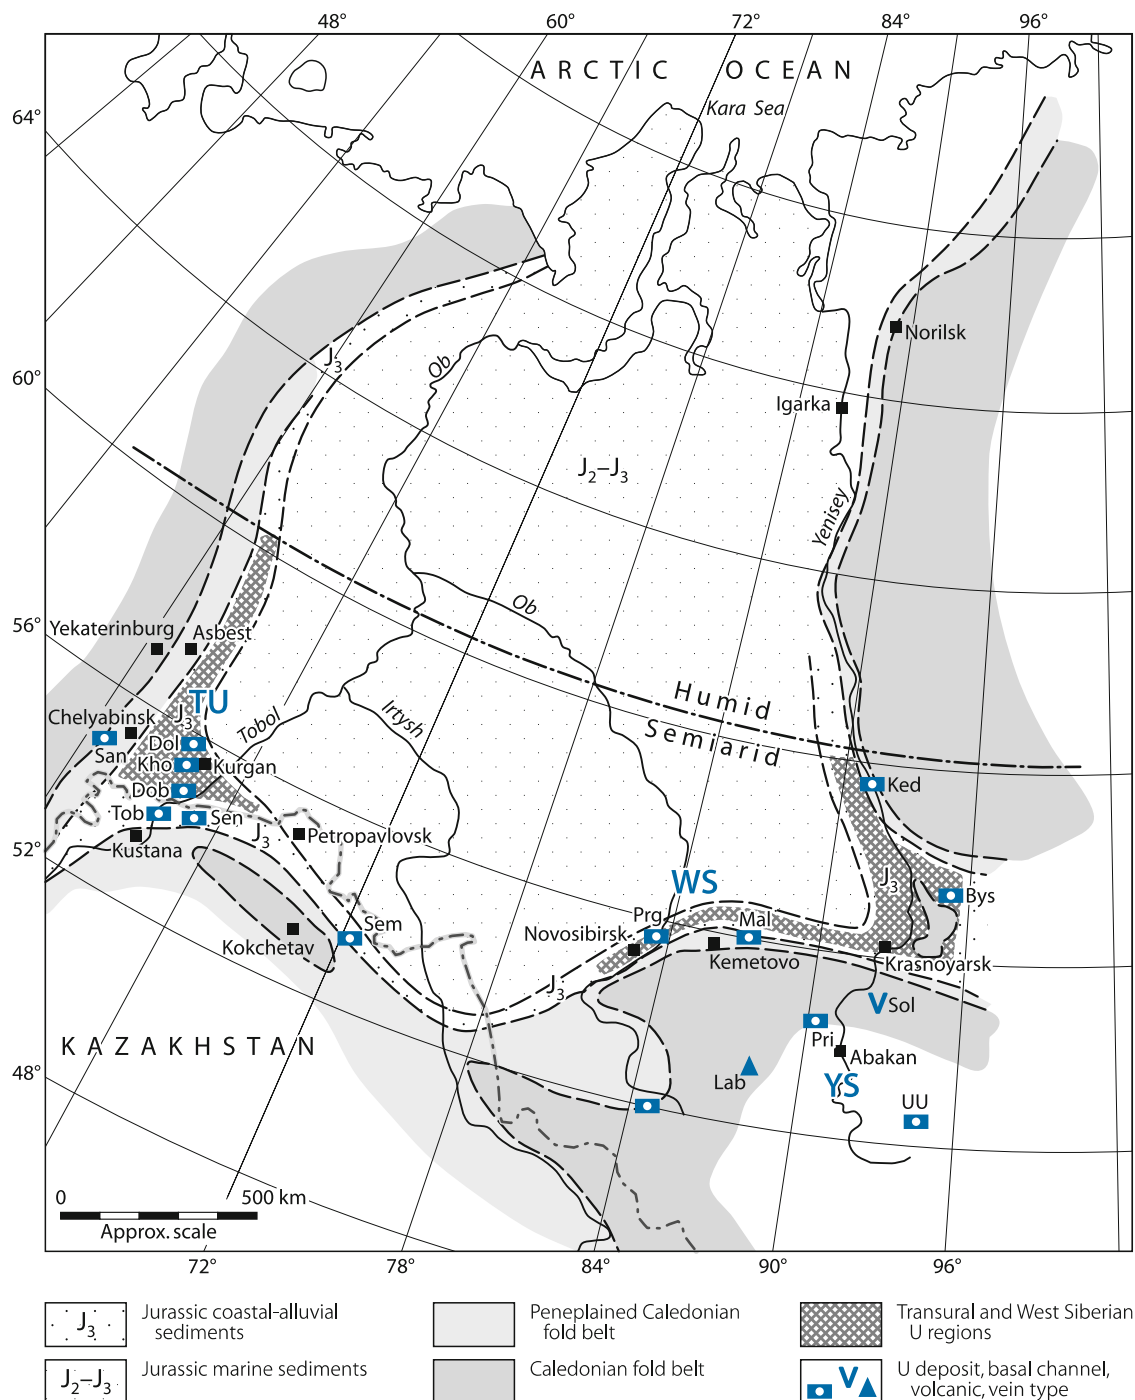 48°
60°
72°
84°
96°
ARCTIC OCEAN
Kara Sea
64°
Norilsk
J3
Ob
60°
Igarka
J2–J3
Yenisey
Ob
56°
Yekaterinburg
Asbest
Humid
Semiarid
TU
Chelyabinsk
J3
Tobol
Irtysh
San
Dol
Kho
Kurgan
Ked
Dob
Tob
Sen
J3
Petropavlovsk
Kustana
52°
WS
J3
Bys
Prg
Mal
Sem
Novosibirsk
Kokchetav
Kemetovo
Krasnoyarsk
J3
V Sol
KAZAKHSTAN
Pri
Abakan
48°
Lab
YS
UU
0 500 km
Approx. scale
72°
78°
84°
90°
96°
J3 Jurassic coastal-alluvial
sediments
Peneplained Caledonian
fold belt
Transural and West Siberian
U regions
J2–J3 Jurassic marine sediments
Caledonian fold belt
V U deposit, basal channel,
volcanic, vein type